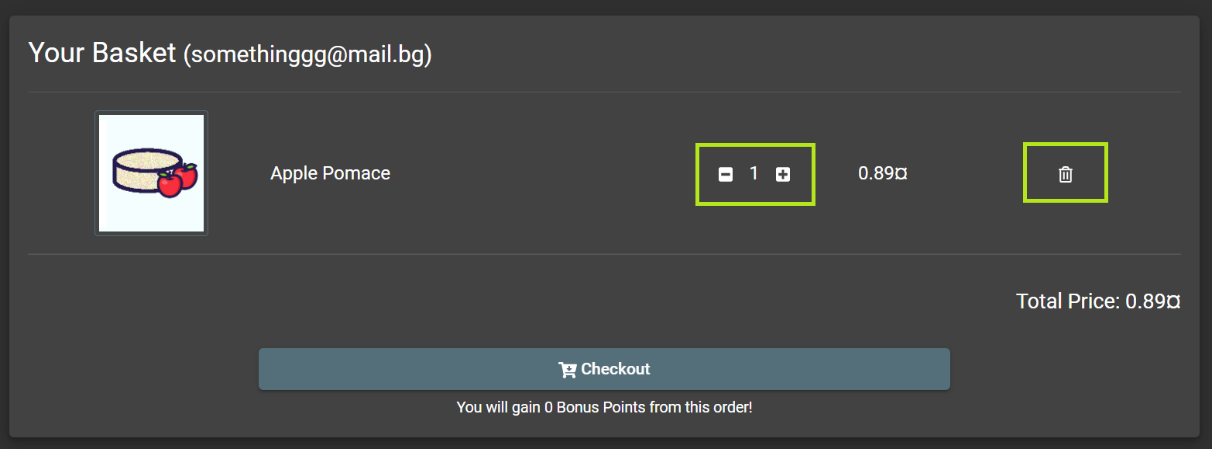 Your Basket (somethinggg@mail.bg)
Apple Pomace 1 0.89¤
Total Price: 0.89¤
Checkout
You will gain 0 Bonus Points from this order!